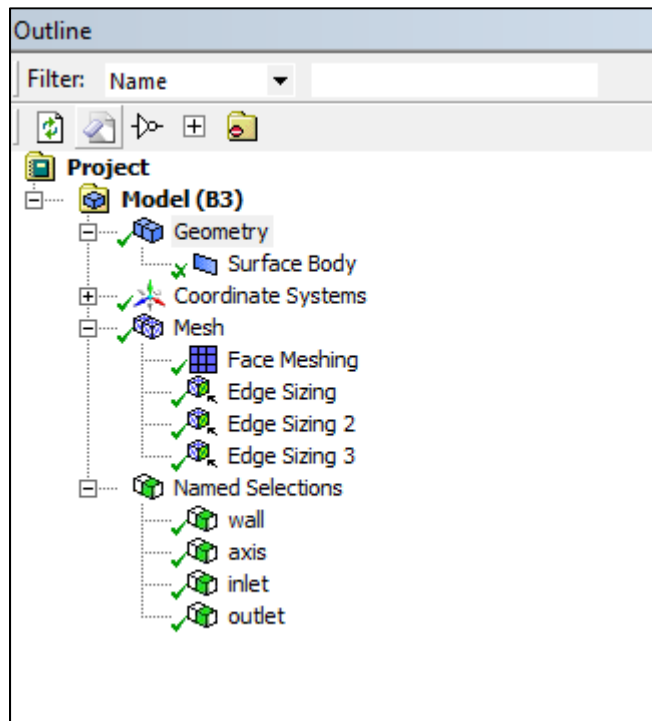 Outline
Filter: Name
Project
Model (B3)
Geometry
Surface Body
Coordinate Systems
Mesh
Face Meshing
Edge Sizing
Edge Sizing 2
Edge Sizing 3
Named Selections
wall
axis
inlet
outlet